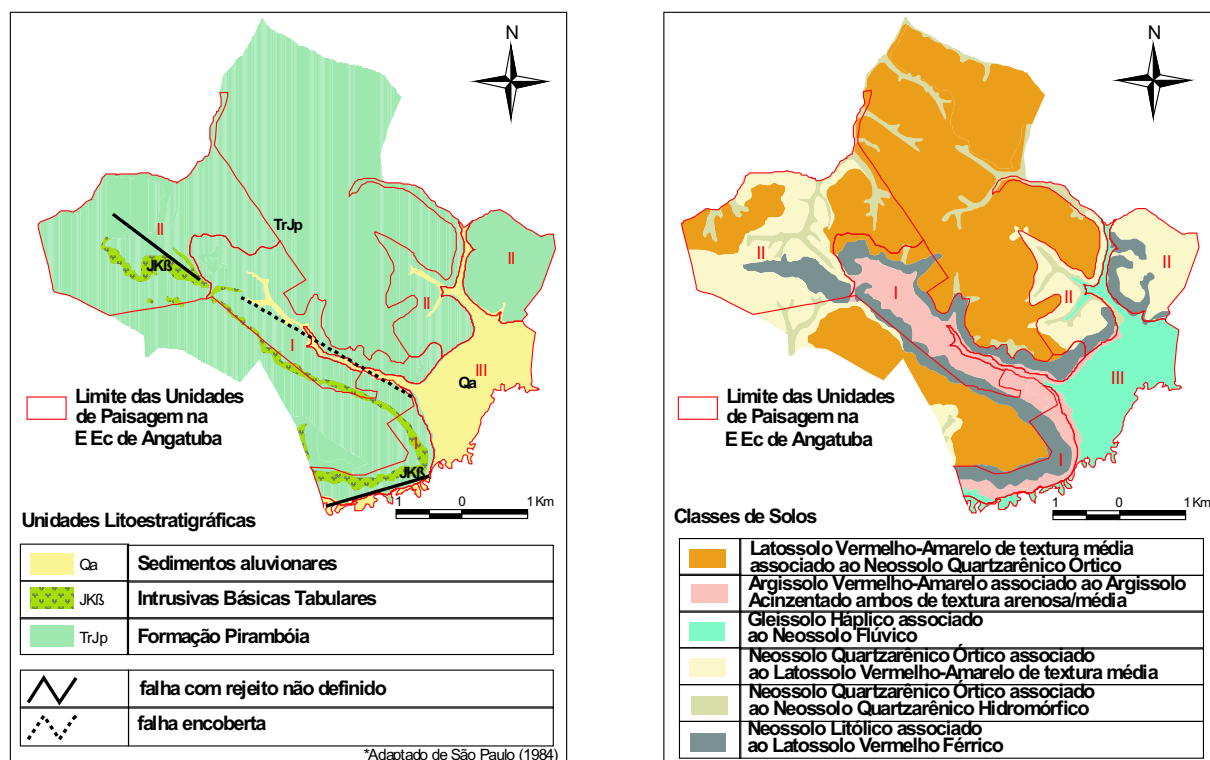 N
II
TrJp
JKß
II
II
I
III
Qa
I
JKß
Limite das Unidades
de Paisagem na
E Ec de Angatuba
1 0 1 Km
Unidades Litoestratigráficas
Qa Sedimentos aluvionares
JKß Intrusivas Básicas Tabulares
TrJp Formação Pirambóia
falha com rejeito não definido
falha encoberta
*Adaptado de São Paulo (1984)
N
II
II
II
I
III
I
Limite das Unidades
de Paisagem na
E Ec de Angatuba
1 0 1 Km
Classes de Solos
Latossolo Vermelho-Amarelo de textura média
associado ao Neossolo Quartzarênico Órtico
Argissolo Vermelho-Amarelo associado ao Argissolo
Acinzentado ambos de textura arenosa/média
Gleissolo Háplico associado
ao Neossolo Flúvico
Neossolo Quartzarênico Órtico associado
ao Latossolo Vermelho-Amarelo de textura média
Neossolo Quartzarênico Órtico associado
ao Neossolo Quartzarênico Hidromórfico
Neossolo Litólico associado
ao Latossolo Vermelho Férrico